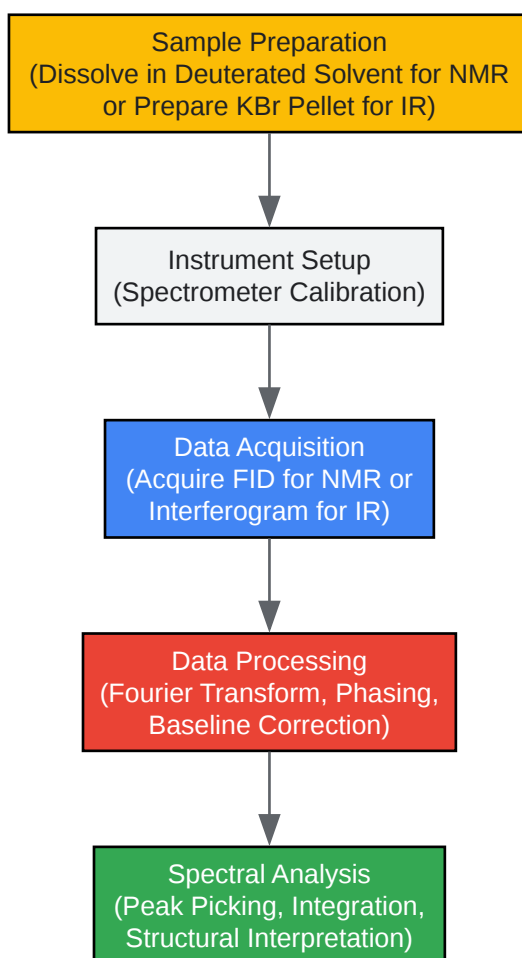 Sample Preparation
(Dissolve in Deuterated Solvent for NMR
or Prepare KBr Pellet for IR)
Instrument Setup
(Spectrometer Calibration)
Data Acquisition
(Acquire FID for NMR or
Interferogram for IR)
Data Processing
(Fourier Transform, Phasing,
Baseline Correction)
Spectral Analysis
(Peak Picking, Integration,
Structural Interpretation)